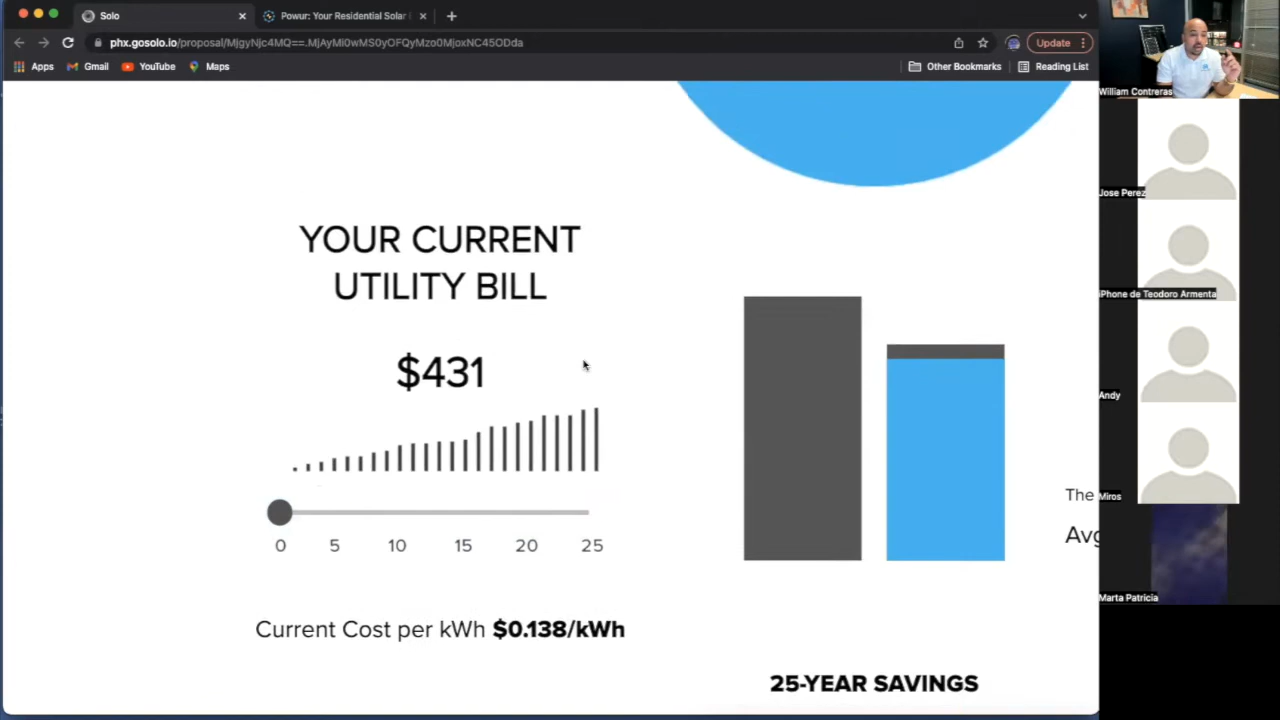 Solo
Powur: Your Residential Solar
Update
phx.gosolo.io/proposal/MjgyNjc4MQ==.MjAyMi0wMS0yOFQyMzo0MjoxNC45ODda
Apps
Gmail
YouTube
Maps
Other Bookmarks
Reading List
YOUR CURRENT
UTILITY BILL
$431
0 5 10 15 20 25
Current Cost per kWh $0.138/kWh
25-YEAR SAVINGS
The
Avg
William Contreras
Jose Perez
iPhone de Teodoro Armenta
Andy
Miros
Marta Patricia